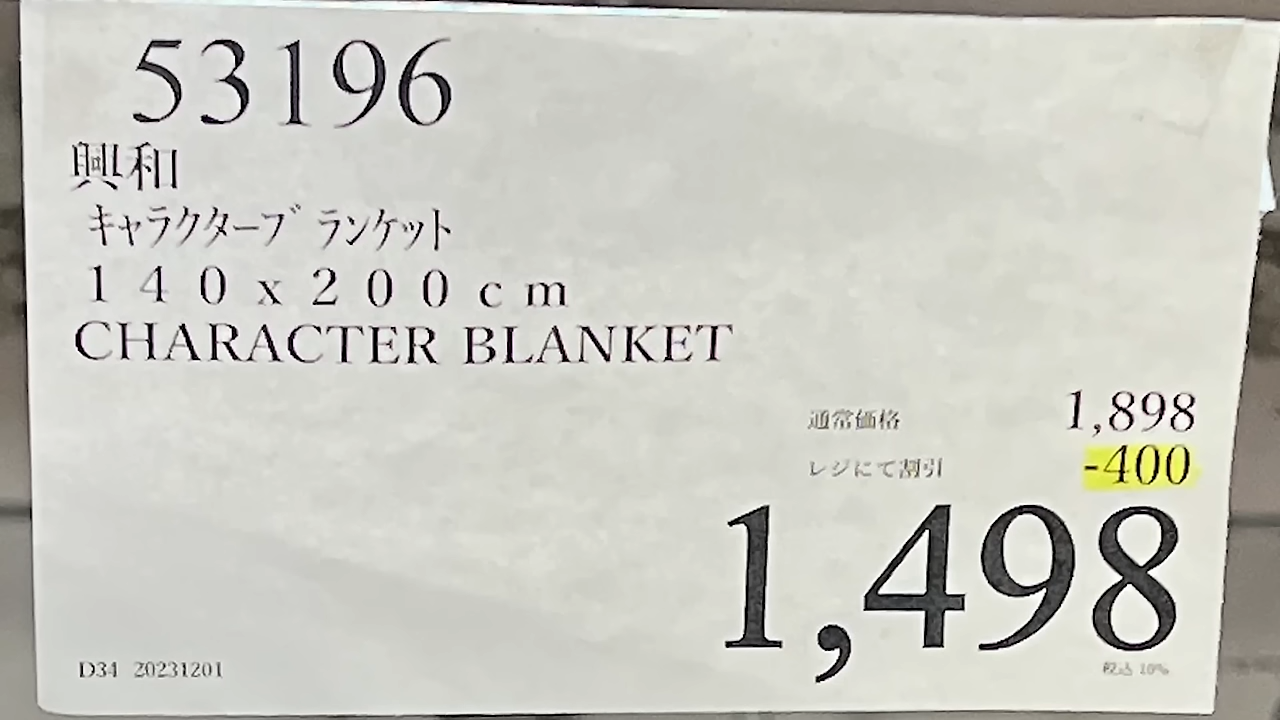 53196
興和
キャラクターブランケット
140x200cm
CHARACTER BLANKET
通常価格 1,898
レジにて割引 -400
1,498
税込 10%
D34 20231201